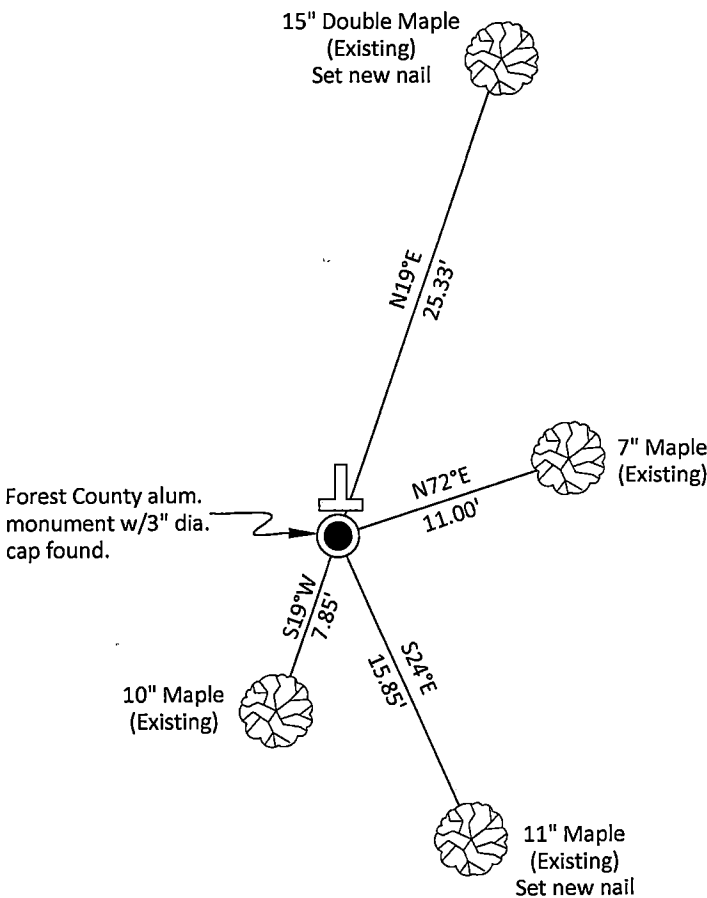 15" Double Maple
(Existing)
Set new nail
N19°E
25.33'
7" Maple
(Existing)
N72°E
11.00'
Forest County alum.
monument w/3" dia.
cap found.
S19°W
7.85'
S24°E
15.85'
10" Maple
(Existing)
11" Maple
(Existing)
Set new nail